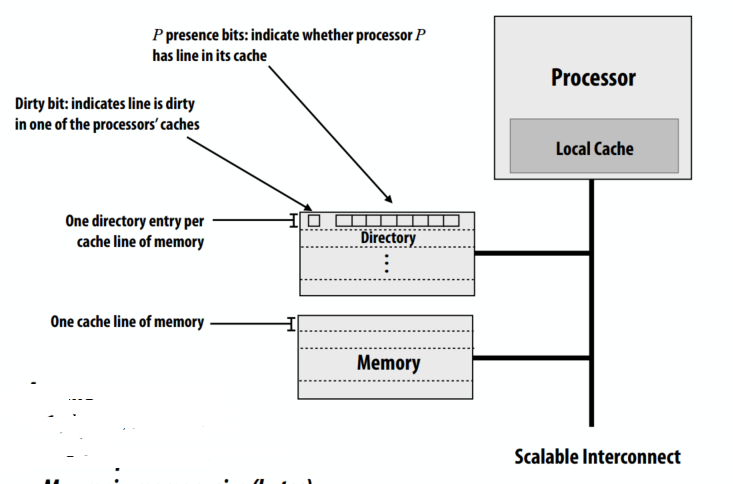 P presence bits: indicate whether processor P
has line in its cache
Processor
Dirty bit: indicates line is dirty
in one of the processors' caches
Local Cache
One directory entry per
cache line of memory
Directory
One cache line of memory
Memory
Scalable Interconnect